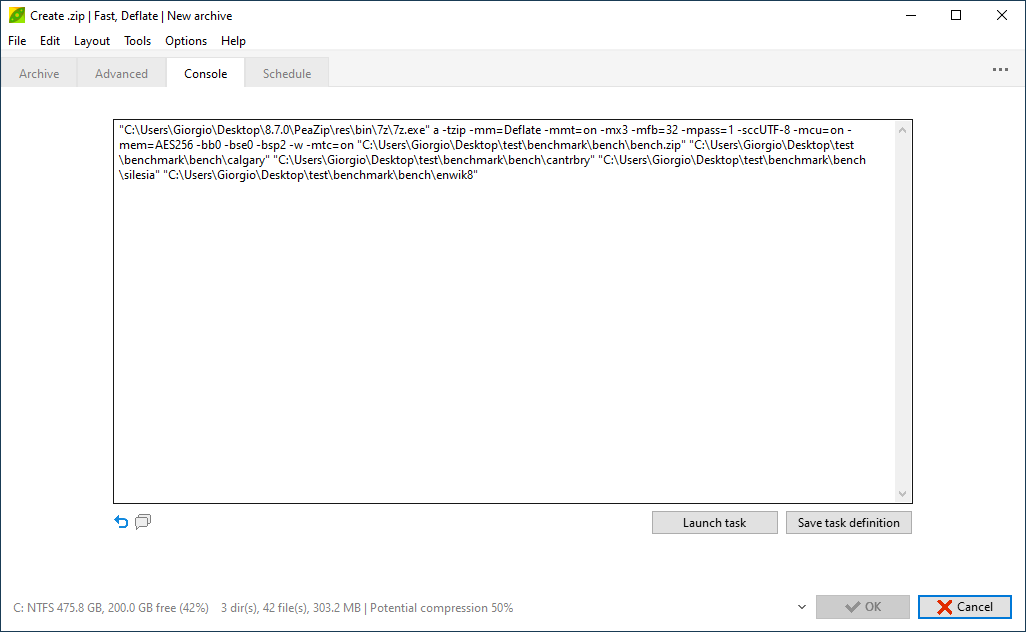 Create .zip | Fast, Deflate | New archive
File Edit Layout Tools Options Help
Archive Advanced Console Schedule
"C:\Users\Giorgio\Desktop\8.7.0\PeaZip\res\bin\7z\7z.exe" a -tzip -mm=Deflate -mmt=on -mx3 -mfb=32 -mpass=1 -sccUTF-8 -mcu=on -
mem=AES256 -bb0 -bse0 -bsp2 -w -mtc=on "C:\Users\Giorgio\Desktop\test\benchmark\bench\bench.zip" "C:\Users\Giorgio\Desktop\test
\benchmark\bench\calgary" "C:\Users\Giorgio\Desktop\test\benchmark\bench\cantrbry" "C:\Users\Giorgio\Desktop\test\benchmark\bench
\silesia" "C:\Users\Giorgio\Desktop\test\benchmark\bench\enwik8"
Launch task Save task definition
C: NTFS 475.8 GB, 200.0 GB free (42%) 3 dir(s), 42 file(s), 303.2 MB | Potential compression 50% OK Cancel